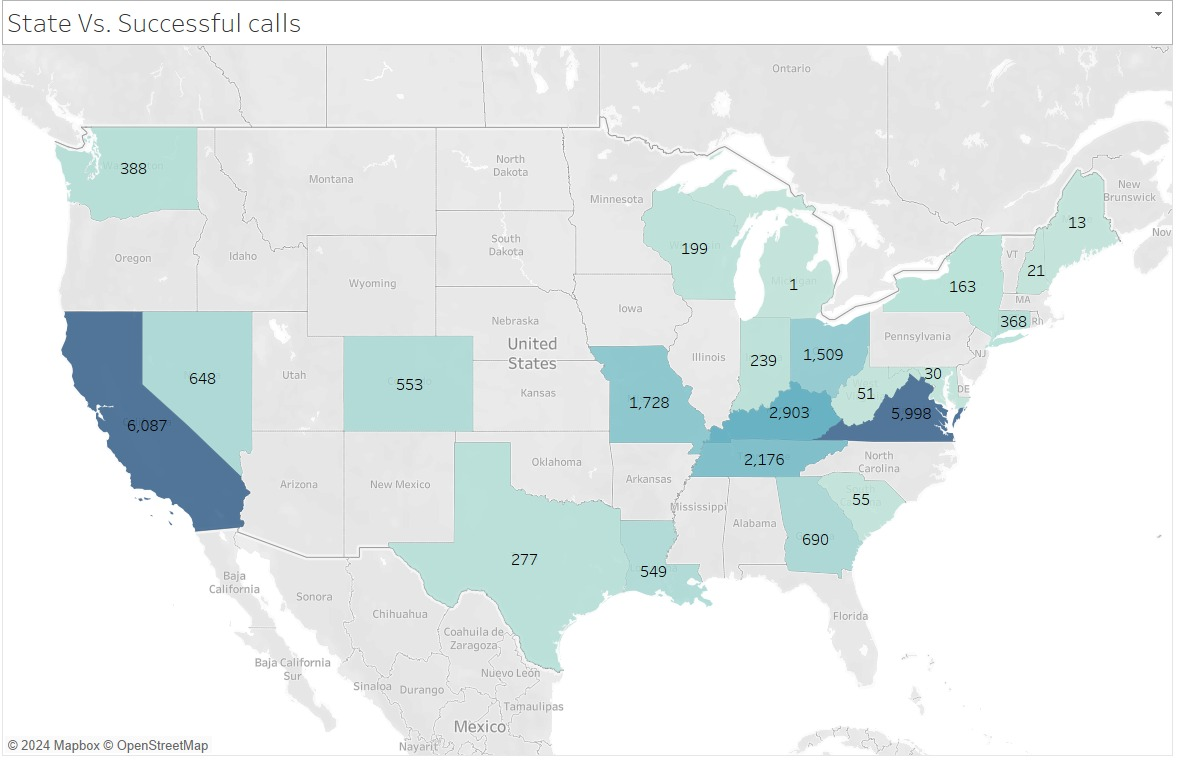 State Vs. Successful calls
Ontario
388
North
Dakota
Montana
Minnesota
New
Brunswick
13
Nov
199
South
Dakota
VT
Oregon
Idaho
21
Wyoming
1
163
MA
Iowa
Nebraska
368
Rh
United
States
Pennsylvania
NJ
Illinois
239
1,509
648
Utah
553
30
Kansas
51
DE
1,728
2,903
5,998
6,087
2,176
North
Carolina
Oklahoma
Arizona
New Mexico
Arkansas
55
Mississippi
Alabama
690
277
549
Baja
California
Sonora
Chihuahua
Florida
Coahuila de
Zaragoza
Baja California
Sur
Nuevo León
Sinaloa
Durango
Tamaulipas
Mexico
Nayarit
© 2024 Mapbox © OpenStreetMap